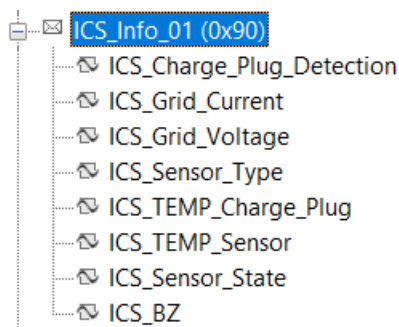 ICS_Info_01 (0x90)
ICS_Charge_Plug_Detection
ICS_Grid_Current
ICS_Grid_Voltage
ICS_Sensor_Type
ICS_TEMP_Charge_Plug
ICS_TEMP_Sensor
ICS_Sensor_State
ICS_BZ